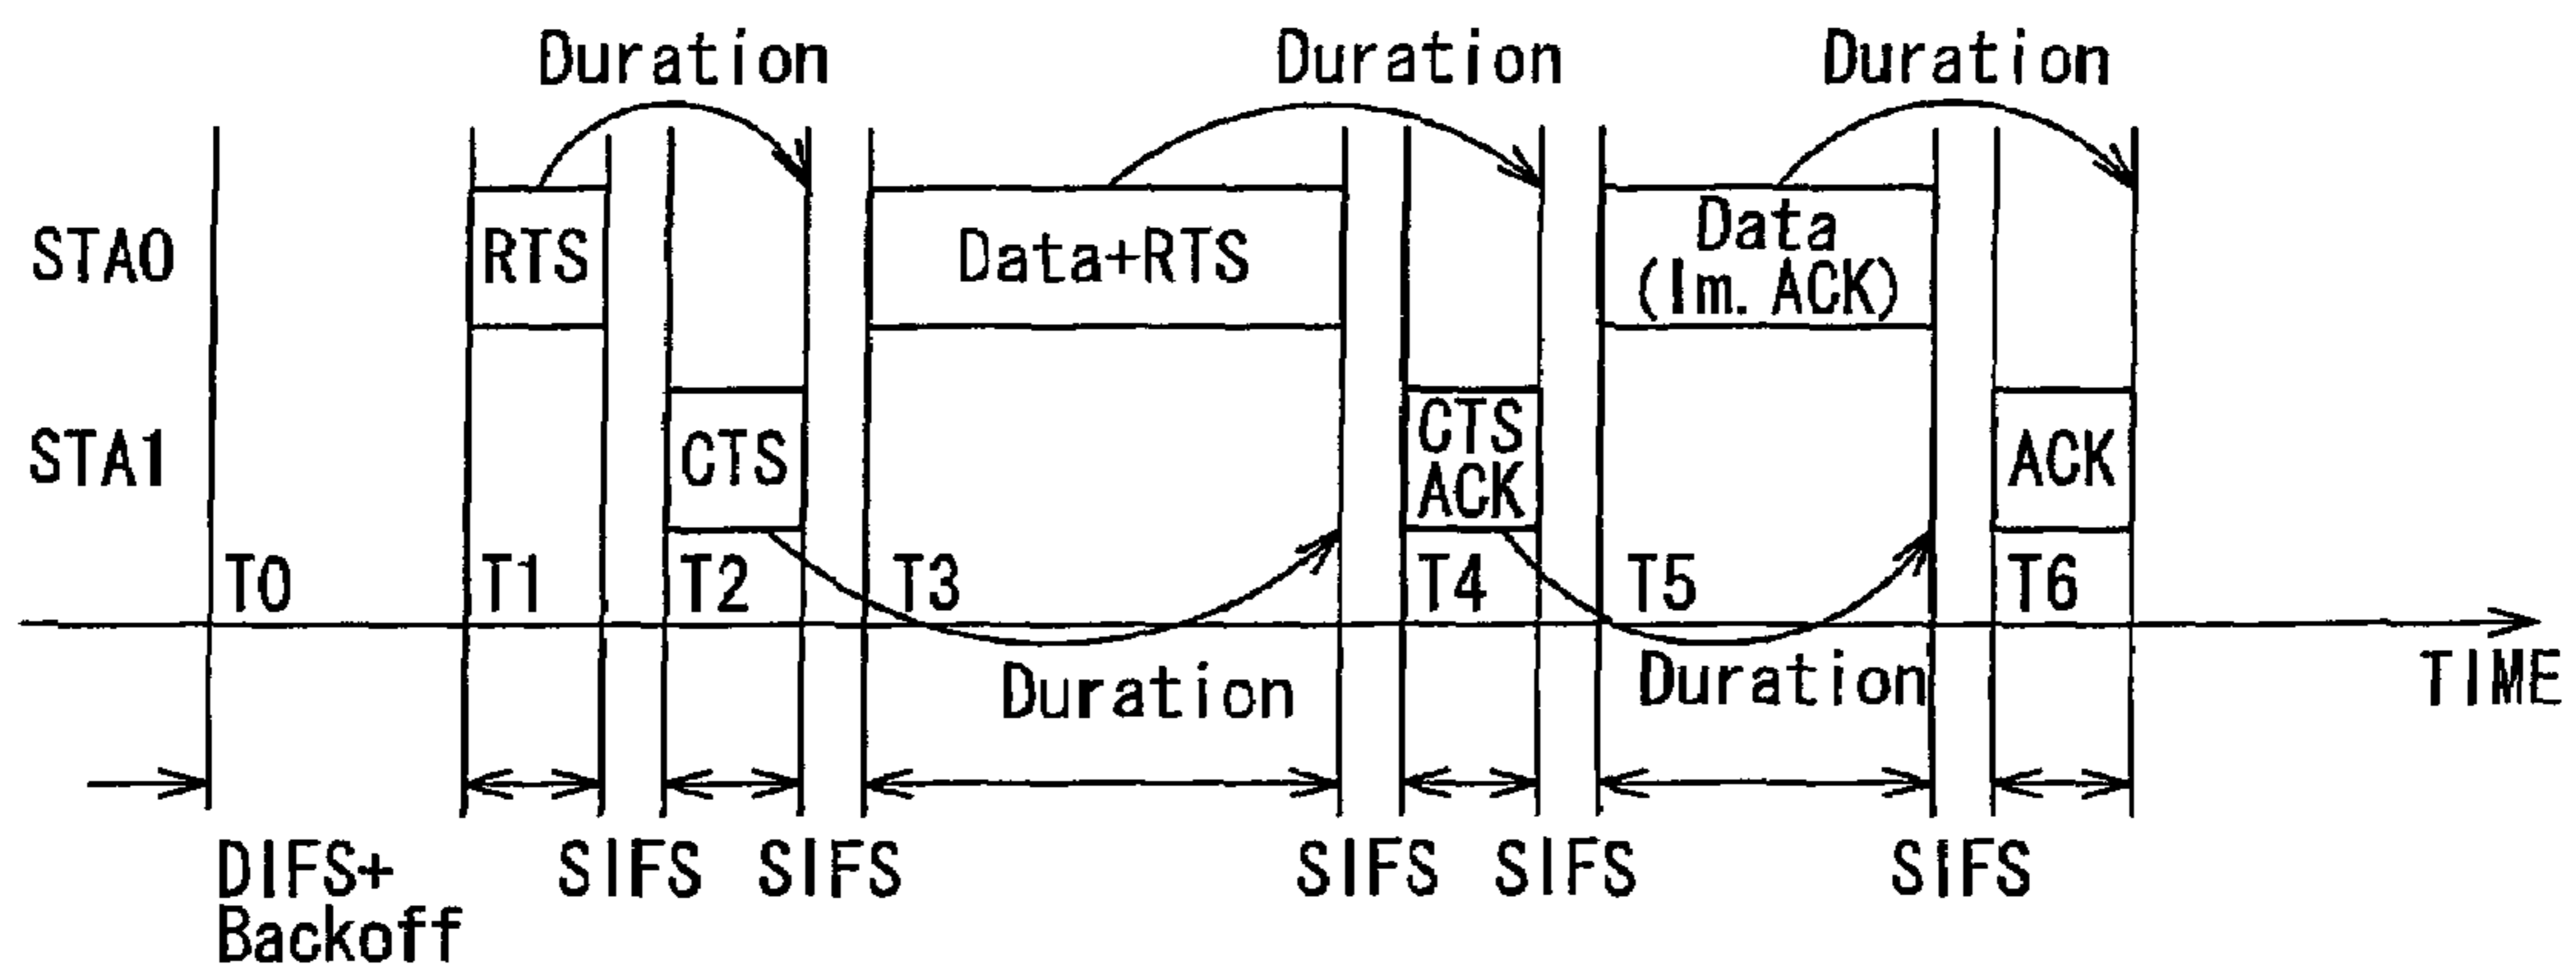 Duration Duration Duration
STA0 RTS Data+RTS Data
(Im. ACK)
STA1 CTS CTS
ACK ACK
T0 T1 T2 T3 T4 T5 T6
Duration Duration TIME
DIFS+
Backoff SIFS SIFS SIFS SIFS SIFS